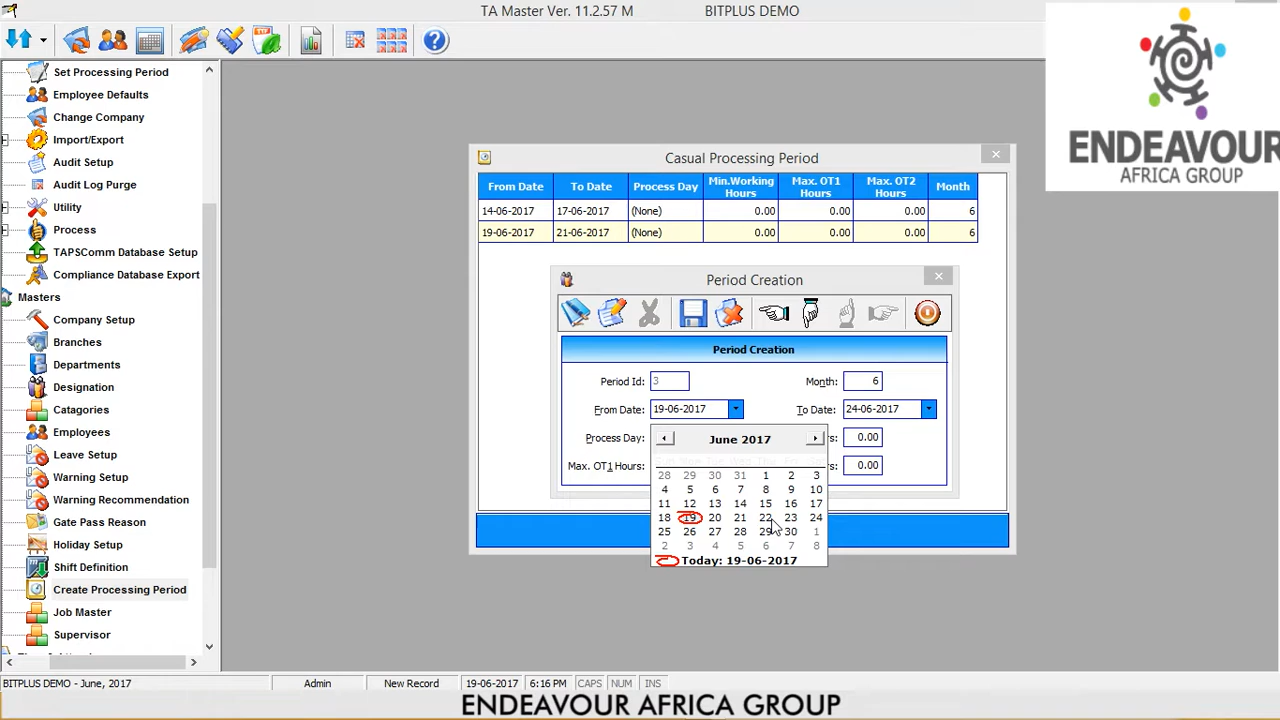 TA Master Ver. 11.2.57 M BITPLUS DEMO
ENDEAVOUR
AFRICA GROUP
Set Processing Period
Employee Defaults
Change Company
Import/Export
Audit Setup
Audit Log Purge
Utility
Process
TAPSComm Database Setup
Compliance Database Export
Masters
Company Setup
Branches
Departments
Designation
Catagories
Employees
Leave Setup
Warning Setup
Warning Recommendation
Gate Pass Reason
Holiday Setup
Shift Definition
Create Processing Period
Job Master
Supervisor
Casual Processing Period
From Date To Date Process Day Min.Working Hours Max. OT1 Hours Max. OT2 Hours Month
14-06-2017 17-06-2017 (None) 0.00 0.00 0.00 6
19-06-2017 21-06-2017 (None) 0.00 0.00 0.00 6
Period Creation
Period Creation
Period Id: 3 Month: 6
From Date: 19-06-2017 To Date: 24-06-2017
Process Day: 0.00
Max. OT1 Hours: 0.00
June 2017
28 29 30 31 1 2 3
4 5 6 7 8 9 10
11 12 13 14 15 16 17
18 19 20 21 22 23 24
25 26 27 28 29 30 1
2 3 4 5 6 7 8
Today: 19-06-2017
BITPLUS DEMO - June, 2017 Admin New Record 19-06-2017 6:16 PM CAPS NUM INS
ENDEAVOUR AFRICA GROUP